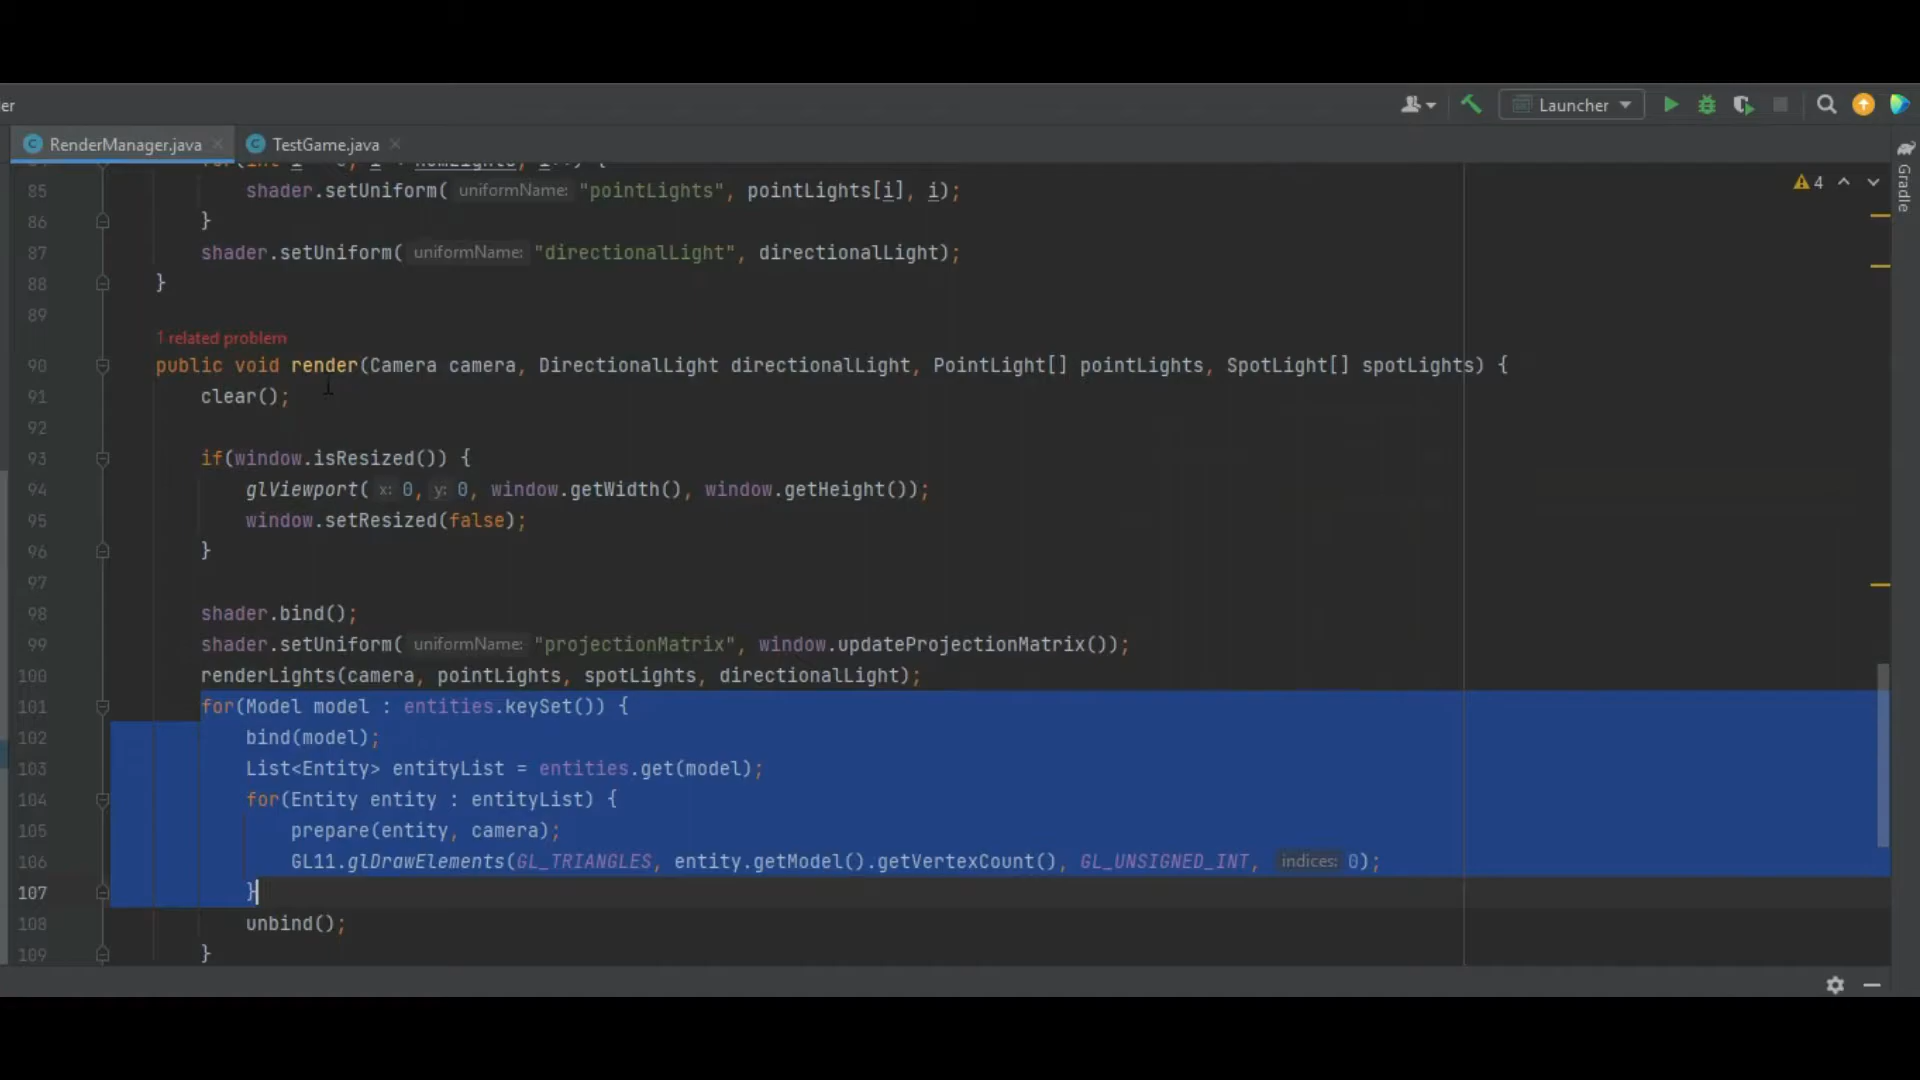 er
Launcher
RenderManager.java
TestGame.java
85 shader.setUniform( uniformName: "pointLights", pointLights[i], i);
4
Gradle
86 }
87 shader.setUniform( uniformName: "directionalLight", directionalLight);
88 }
89
1 related problem
90 public void render(Camera camera, DirectionalLight directionalLight, PointLight[] pointLights, SpotLight[] spotLights) {
91 clear();
92
93 if(window.isResized()) {
94 glViewport( x: 0, y: 0, window.getWidth(), window.getHeight());
95 window.setResized(false);
96 }
97
98 shader.bind();
99 shader.setUniform( uniformName: "projectionMatrix", window.updateProjectionMatrix());
100 renderLights(camera, pointLights, spotLights, directionalLight);
101 for(Model model : entities.keySet()) {
102 bind(model);
103 List<Entity> entityList = entities.get(model);
104 for(Entity entity : entityList) {
105 prepare(entity, camera);
106 GL11.glDrawElements(GL_TRIANGLES, entity.getModel().getVertexCount(), GL_UNSIGNED_INT, indices: 0);
107 }
108 unbind();
109 }